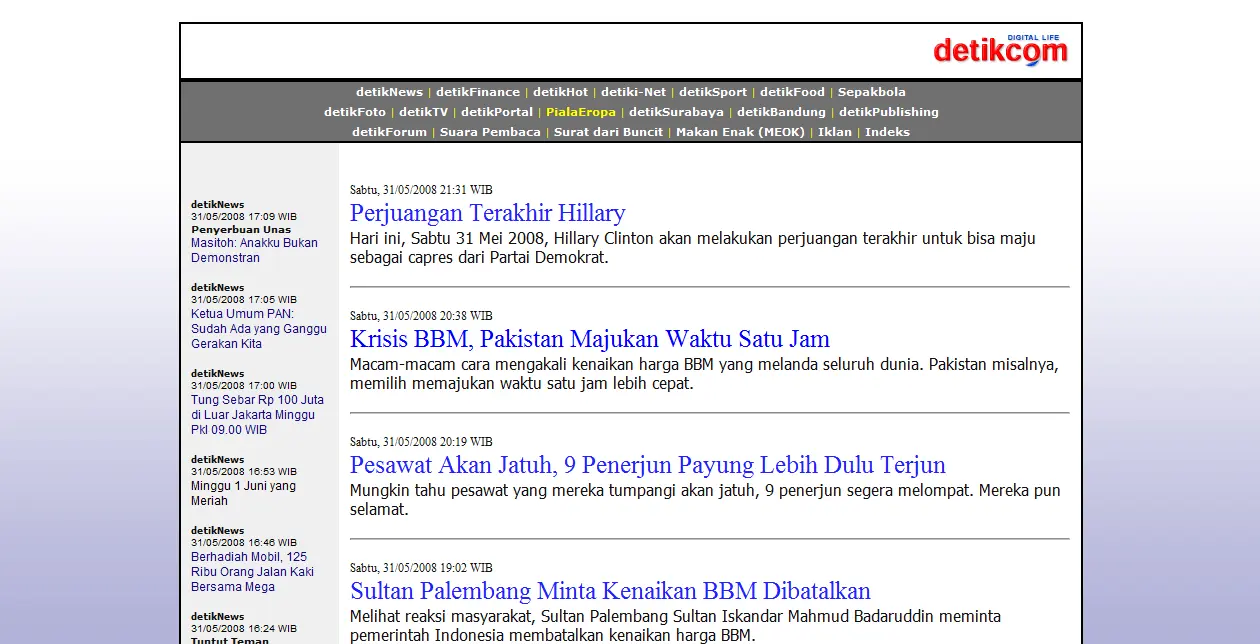 DIGITAL LIFE
detikcom
detikNews | detikFinance | detikHot | detiki-Net | detikSport | detikFood | Sepakbola
detikFoto | detikTV | detikPortal | PialaEropa | detikSurabaya | detikBandung | detikPublishing
detikForum | Suara Pembaca | Surat dari Buncit | Makan Enak (MEOK) | Iklan | Indeks
detikNews
31/05/2008 17:09 WIB
Penyerbuan Unas
Masitoh: Anakku Bukan
Demonstran
detikNews
31/05/2008 17:05 WIB
Ketua Umum PAN:
Sudah Ada yang Ganggu
Gerakan Kita
detikNews
31/05/2008 17:00 WIB
Tung Sebar Rp 100 Juta
di Luar Jakarta Minggu
Pkl 09.00 WIB
detikNews
31/05/2008 16:53 WIB
Minggu 1 Juni yang
Meriah
detikNews
31/05/2008 16:46 WIB
Berhadiah Mobil, 125
Ribu Orang Jalan Kaki
Bersama Mega
detikNews
31/05/2008 16:24 WIB
Tuntut Teman
Sabtu, 31/05/2008 21:31 WIB
Perjuangan Terakhir Hillary
Hari ini, Sabtu 31 Mei 2008, Hillary Clinton akan melakukan perjuangan terakhir untuk bisa maju
sebagai capres dari Partai Demokrat.
Sabtu, 31/05/2008 20:38 WIB
Krisis BBM, Pakistan Majukan Waktu Satu Jam
Macam-macam cara mengakali kenaikan harga BBM yang melanda seluruh dunia. Pakistan misalnya,
memilih memajukan waktu satu jam lebih cepat.
Sabtu, 31/05/2008 20:19 WIB
Pesawat Akan Jatuh, 9 Penerjun Payung Lebih Dulu Terjun
Mungkin tahu pesawat yang mereka tumpangi akan jatuh, 9 penerjun segera melompat. Mereka pun
selamat.
Sabtu, 31/05/2008 19:02 WIB
Sultan Palembang Minta Kenaikan BBM Dibatalkan
Melihat reaksi masyarakat, Sultan Palembang Sultan Iskandar Mahmud Badaruddin meminta
pemerintah Indonesia membatalkan kenaikan harga BBM.